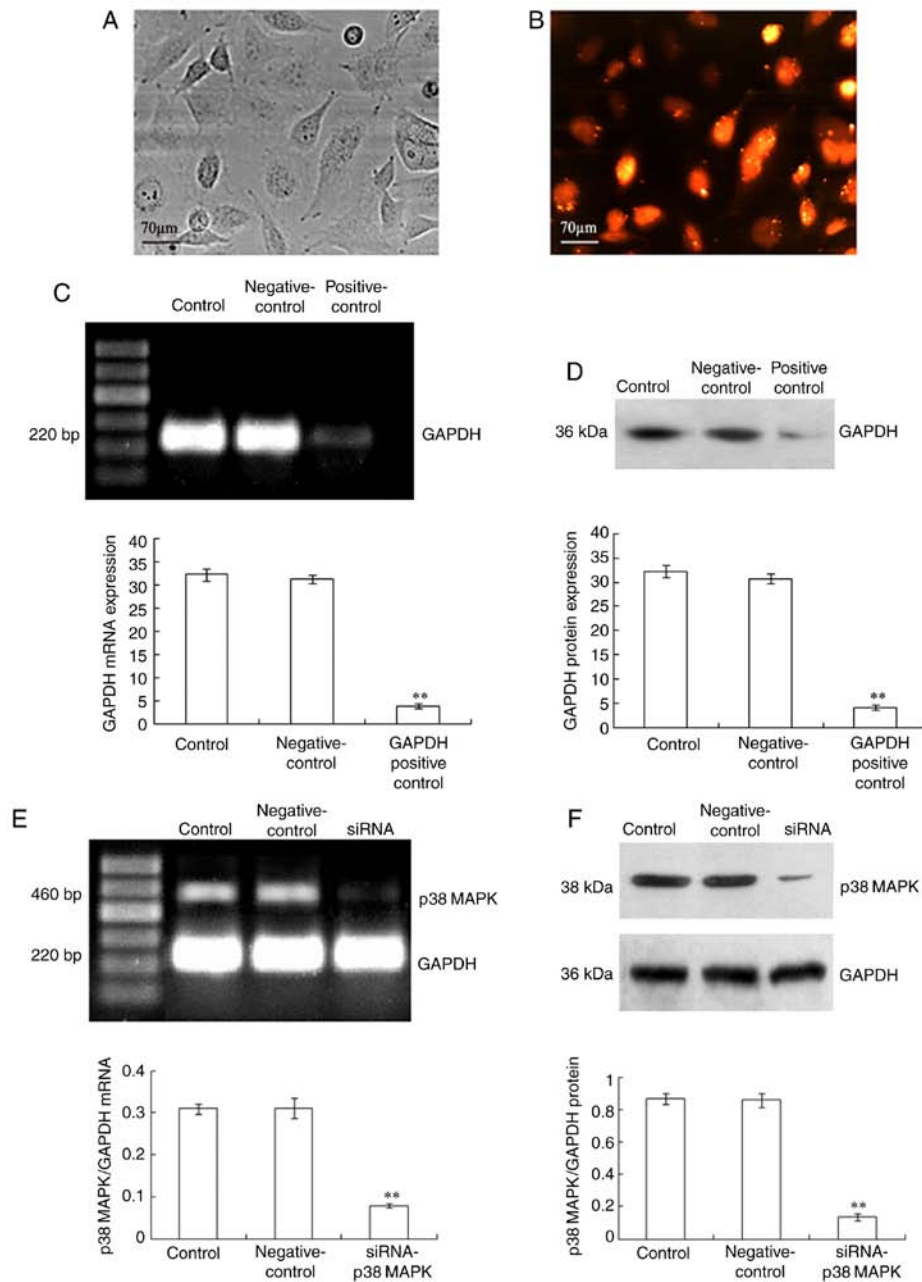 A
70µm
B
70µm
C
Control
Negative-
control
Positive-
control
220 bp
GAPDH
GAPDH mRNA expression
40
35
30
25
20
15
10
5
0
**
Control
Negative-
control
GAPDH
positive
control
D
Control
Negative-
control
Positive
control
36 kDa
GAPDH
GAPDH protein expression
40
35
30
25
20
15
10
5
0
**
Control
Negative-
control
GAPDH
positive
control
E
Control
Negative-
control
siRNA
460 bp
p38 MAPK
220 bp
GAPDH
p38 MAPK/GAPDH mRNA
0.4
0.3
0.2
0.1
0
**
Control
Negative-
control
siRNA-
p38 MAPK
F
Control
Negative-
control
siRNA
38 kDa
p38 MAPK
36 kDa
GAPDH
p38 MAPK/GAPDH protein
1
0.8
0.6
0.4
0.2
0
**
Control
Negative-
control
siRNA-
p38 MAPK